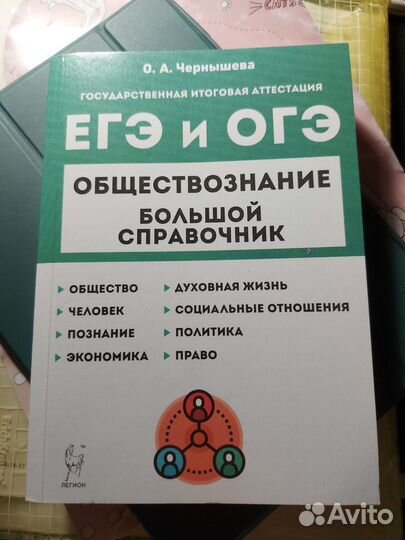 О. А. Чернышева
ГОСУДАРСТВЕННАЯ ИТОГОВАЯ АТТЕСТАЦИЯ
ЕГЭ и ОГЭ
ОБЩЕСТВОЗНАНИЕ
БОЛЬШОЙ
СПРАВОЧНИК
ОБЩЕСТВО
ЧЕЛОВЕК
ПОЗНАНИЕ
ЭКОНОМИКА
ДУХОВНАЯ ЖИЗНЬ
СОЦИАЛЬНЫЕ ОТНОШЕНИЯ
ПОЛИТИКА
ПРАВО
ЛЕГИОН
Avito